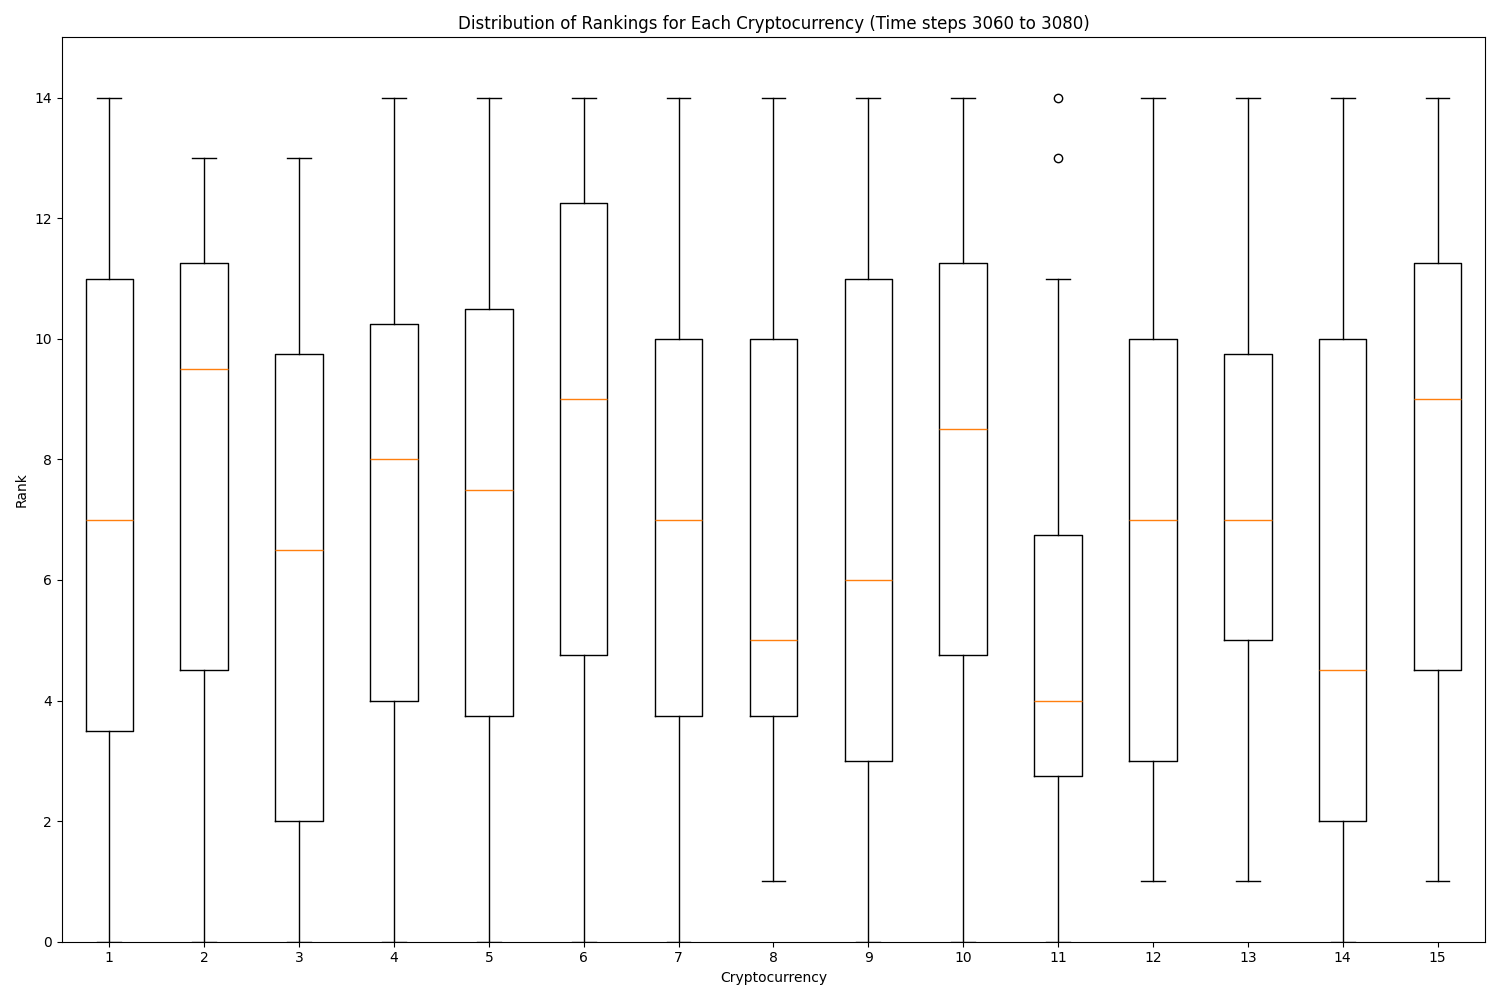 Distribution of Rankings for Each Cryptocurrency (Time steps 3060 to 3080)
14
12
10
8
6
4
2
0
Rank
1 2 3 4 5 6 7 8 9 10 11 12 13 14 15
Cryptocurrency